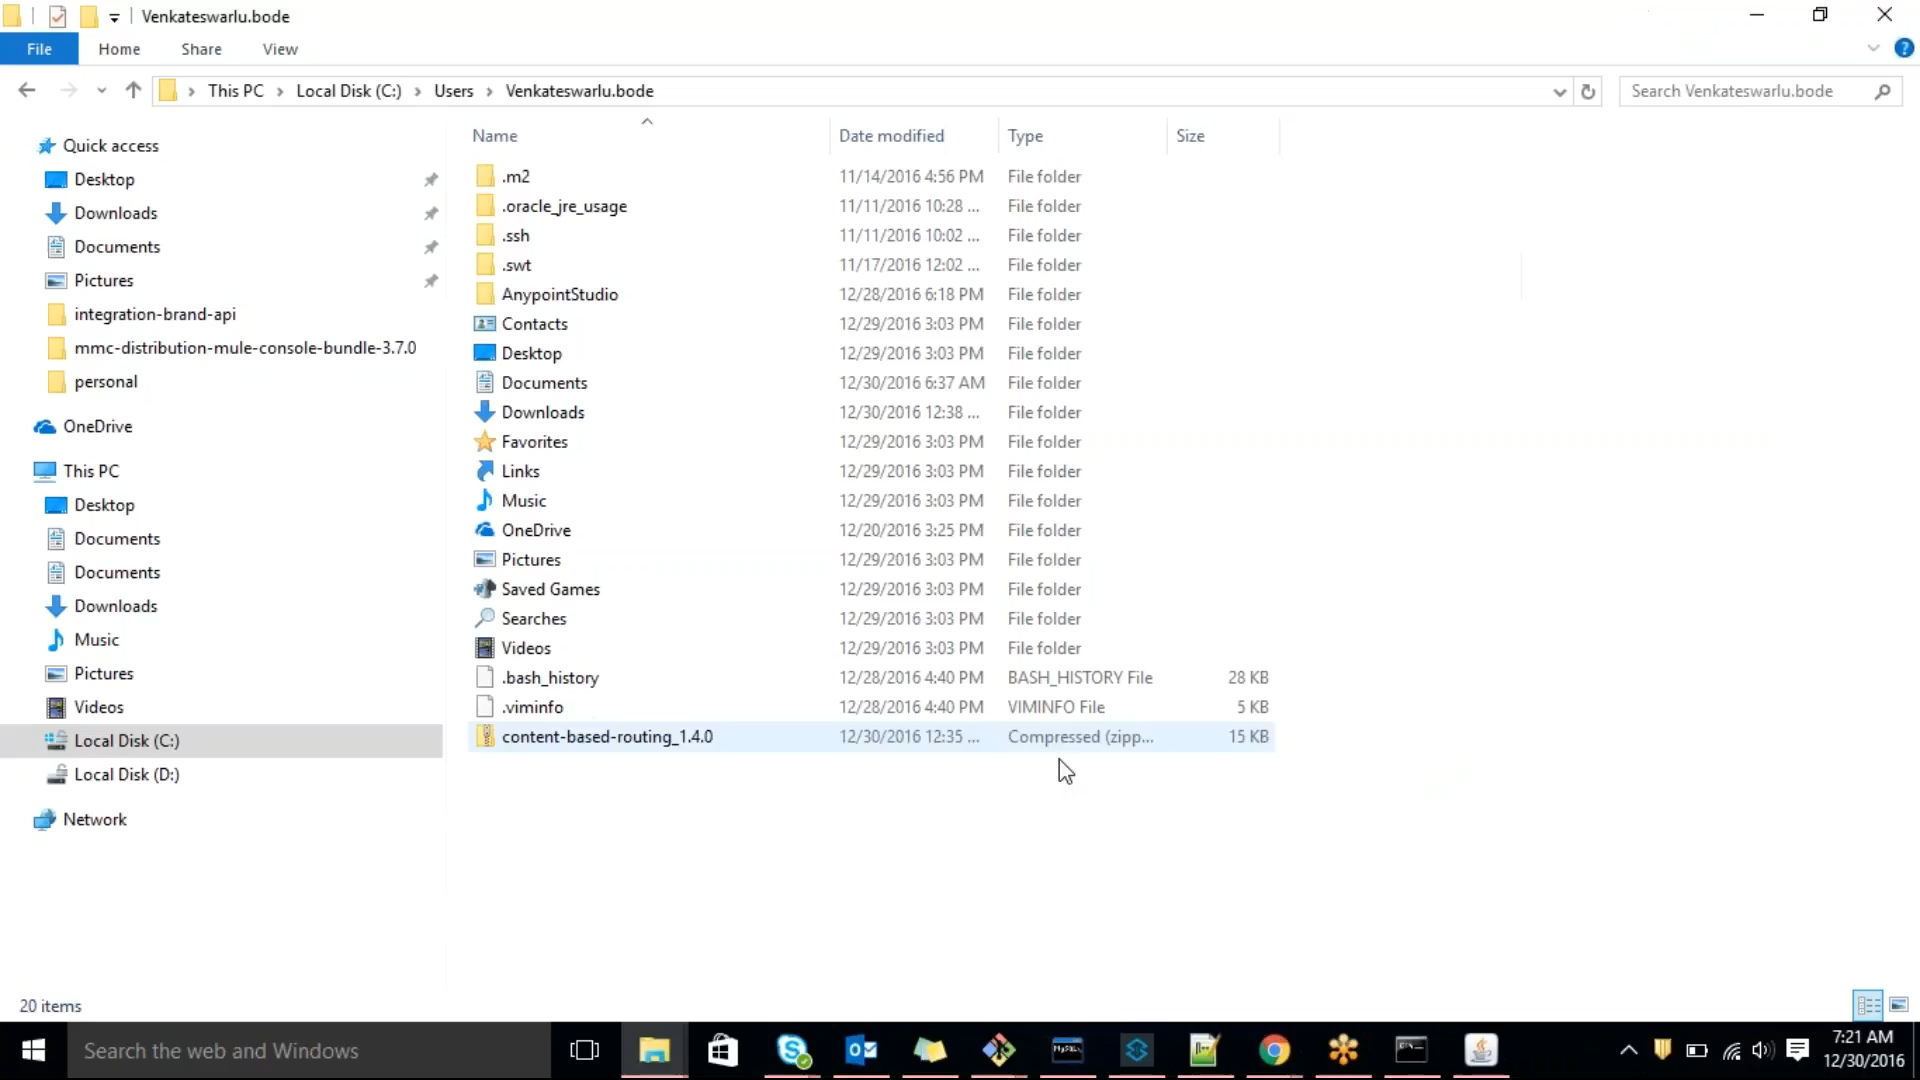 Venkateswarlu.bode
File Home Share View
This PC Local Disk (C:) Users Venkateswarlu.bode
Search Venkateswarlu.bode
Quick access
Desktop
Downloads
Documents
Pictures
integration-brand-api
mmc-distribution-mule-console-bundle-3.7.0
personal
OneDrive
This PC
Desktop
Documents
Documents
Downloads
Music
Pictures
Videos
Local Disk (C:)
Local Disk (D:)
Network
Name Date modified Type Size
.m2 11/14/2016 4:56 PM File folder
.oracle_jre_usage 11/11/2016 10:28 ... File folder
.ssh 11/11/2016 10:02 ... File folder
.swt 11/17/2016 12:02 ... File folder
AnypointStudio 12/28/2016 6:18 PM File folder
Contacts 12/29/2016 3:03 PM File folder
Desktop 12/29/2016 3:03 PM File folder
Documents 12/30/2016 6:37 AM File folder
Downloads 12/30/2016 12:38 ... File folder
Favorites 12/29/2016 3:03 PM File folder
Links 12/29/2016 3:03 PM File folder
Music 12/29/2016 3:03 PM File folder
OneDrive 12/20/2016 3:25 PM File folder
Pictures 12/29/2016 3:03 PM File folder
Saved Games 12/29/2016 3:03 PM File folder
Searches 12/29/2016 3:03 PM File folder
Videos 12/29/2016 3:03 PM File folder
.bash_history 12/28/2016 4:40 PM BASH_HISTORY File 28 KB
.viminfo 12/28/2016 4:40 PM VIMINFO File 5 KB
content-based-routing_1.4.0 12/30/2016 12:35 ... Compressed (zipp... 15 KB
20 items
Search the web and Windows
MySQL
7:21 AM
12/30/2016